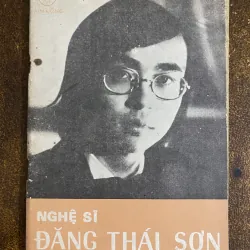 NGHỆ SĨ
ĐẶNG THÁI SƠN